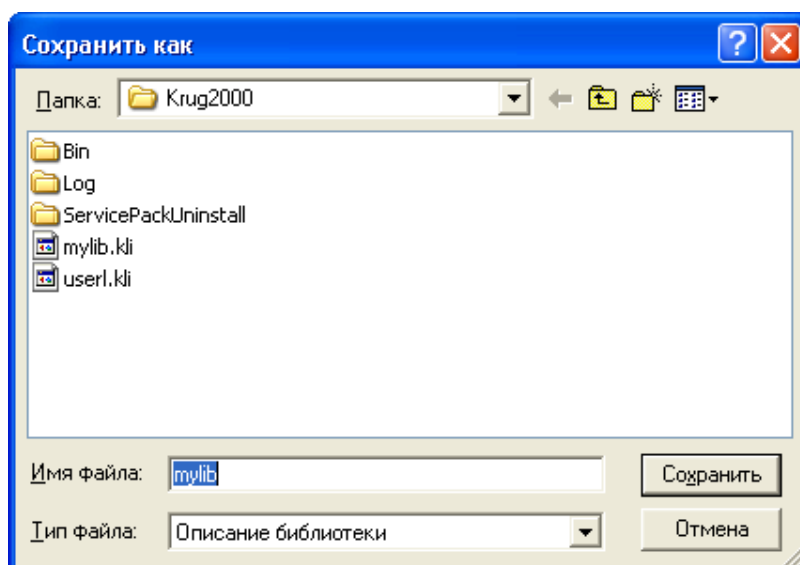 Сохранить как
Папка: Krug2000
Bin
Log
ServicePackUninstall
mylib.kli
userl.kli
Имя файла: mylib Сохранить
Тип файла: Описание библиотеки Отмена